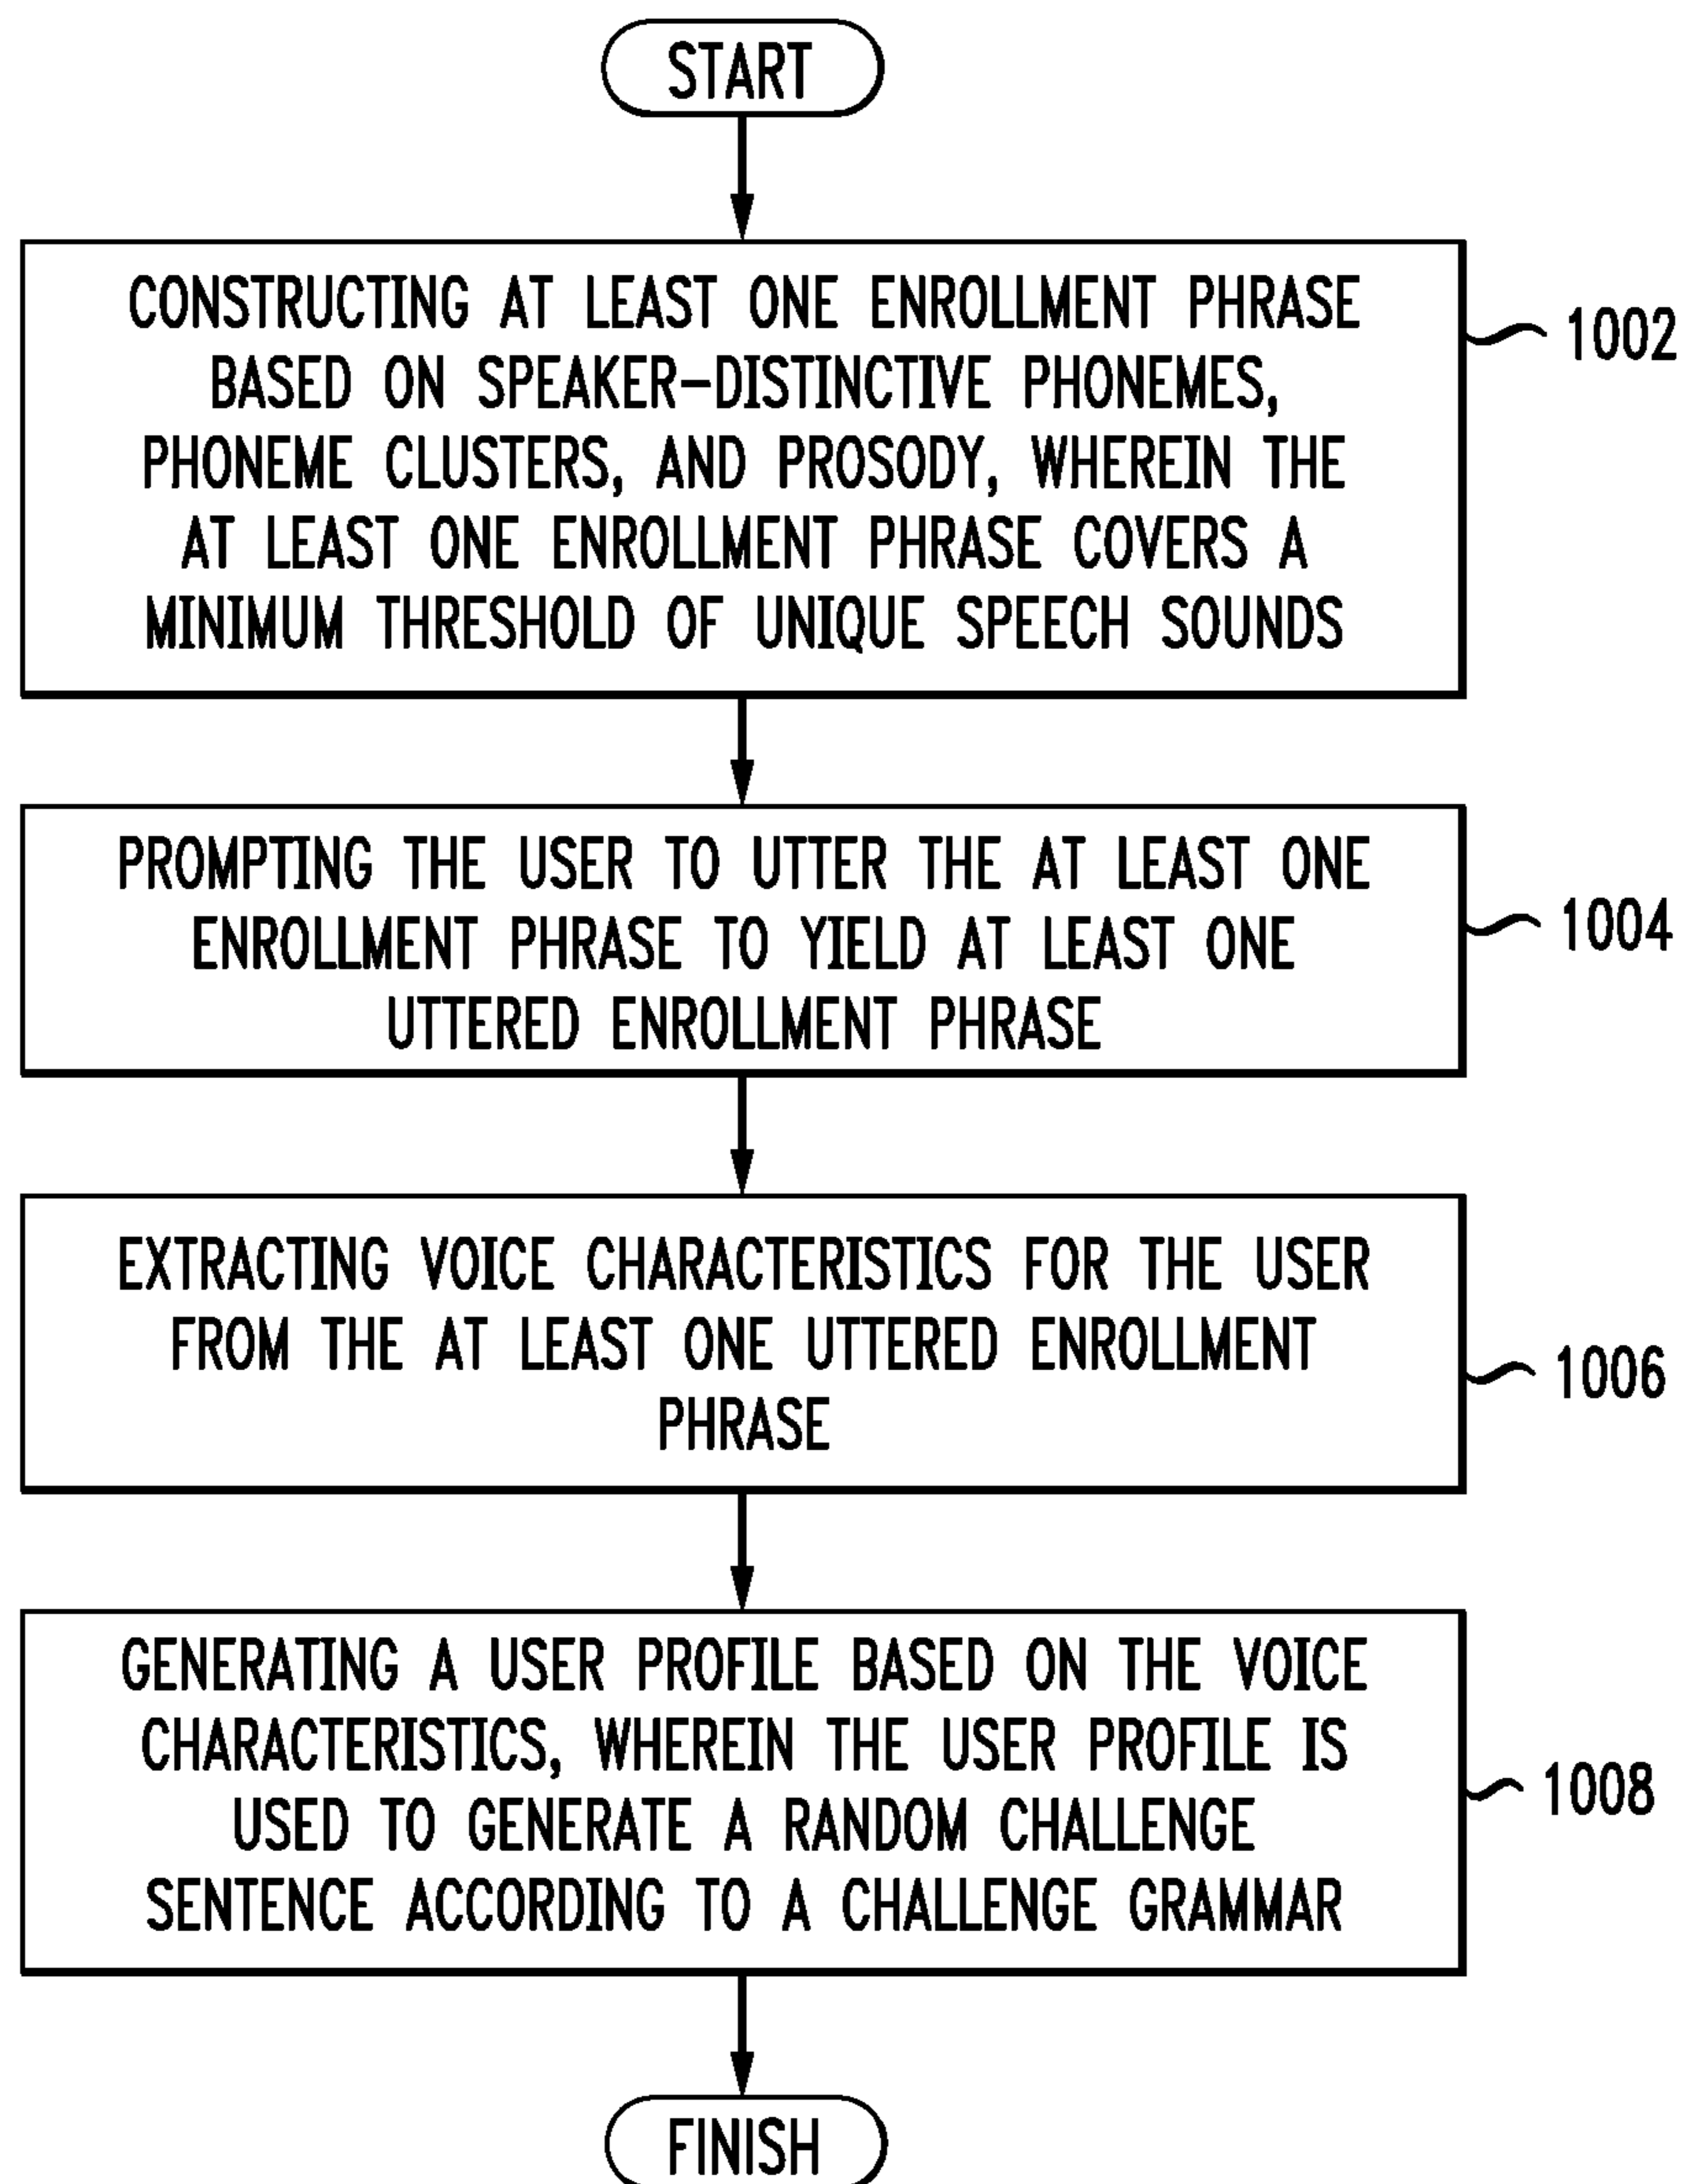 START
CONSTRUCTING AT LEAST ONE ENROLLMENT PHRASE
BASED ON SPEAKER-DISTINCTIVE PHONEMES,
PHONEME CLUSTERS, AND PROSODY, WHEREIN THE
AT LEAST ONE ENROLLMENT PHRASE COVERS A
MINIMUM THRESHOLD OF UNIQUE SPEECH SOUNDS
1002
PROMPTING THE USER TO UTTER THE AT LEAST ONE
ENROLLMENT PHRASE TO YIELD AT LEAST ONE
UTTERED ENROLLMENT PHRASE
1004
EXTRACTING VOICE CHARACTERISTICS FOR THE USER
FROM THE AT LEAST ONE UTTERED ENROLLMENT
PHRASE
1006
GENERATING A USER PROFILE BASED ON THE VOICE
CHARACTERISTICS, WHEREIN THE USER PROFILE IS
USED TO GENERATE A RANDOM CHALLENGE
SENTENCE ACCORDING TO A CHALLENGE GRAMMAR
1008
FINISH